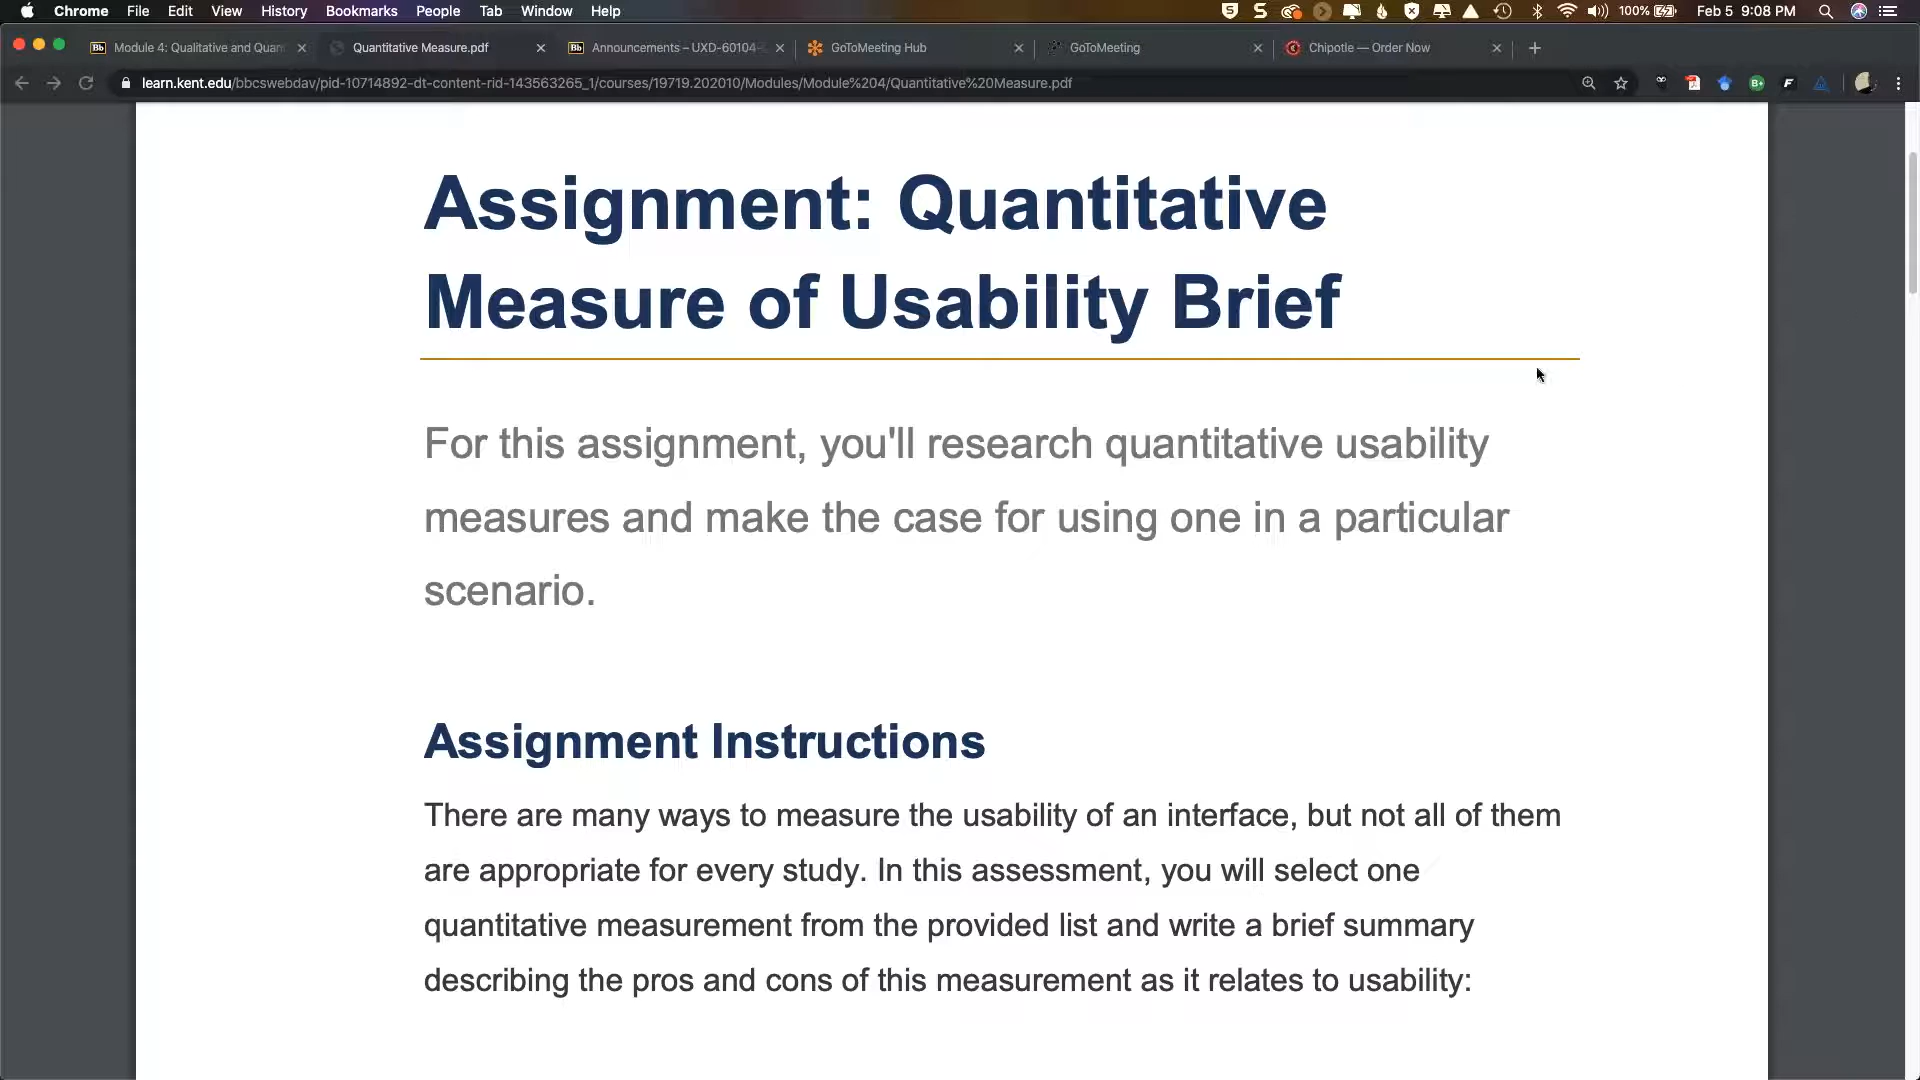 Chrome File Edit View History Bookmarks People Tab Window Help 100% Feb 5 9:08 PM
Bb Module 4: Qualitative and Quan Quantitative Measure.pdf Bb Announcements – UXD-60104- GoToMeeting Hub GoToMeeting Chipotle — Order Now
learn.kent.edu/bbcswebdav/pid-10714892-dt-content-rid-143563265_1/courses/19719.202010/Modules/Module%204/Quantitative%20Measure.pdf
Assignment: Quantitative
Measure of Usability Brief
For this assignment, you'll research quantitative usability
measures and make the case for using one in a particular
scenario.
Assignment Instructions
There are many ways to measure the usability of an interface, but not all of them
are appropriate for every study. In this assessment, you will select one
quantitative measurement from the provided list and write a brief summary
describing the pros and cons of this measurement as it relates to usability: